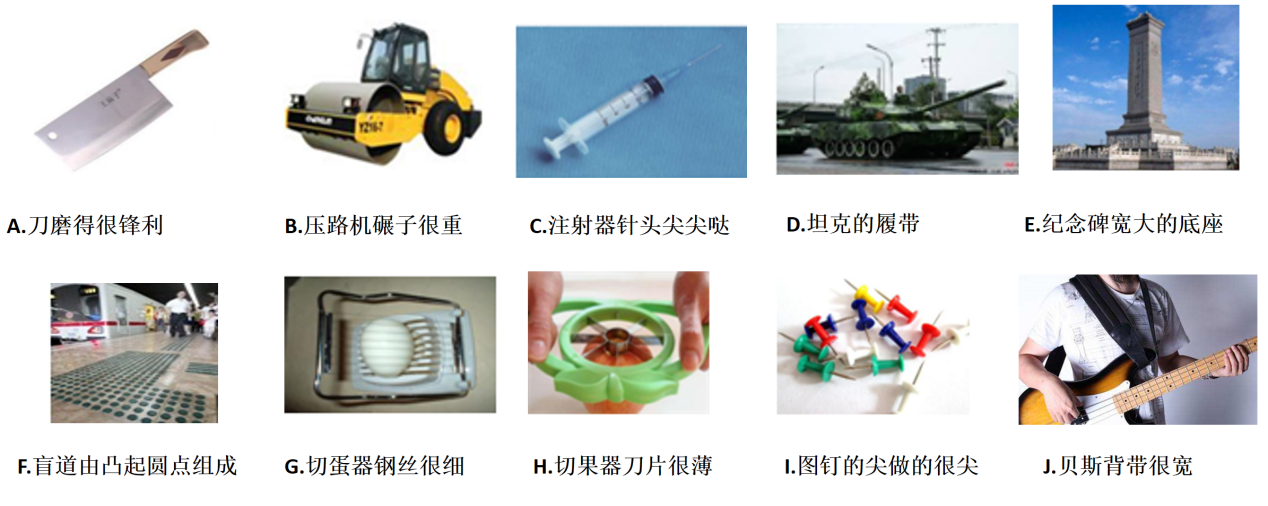 A.刀磨得很锋利
B.压路机碾子很重
C.注射器针头尖尖哒
D.坦克的履带
E.纪念碑宽大的底座
F.盲道由凸起圆点组成
G.切蛋器钢丝很细
H.切果器刀片很薄
I.图钉的尖做的很尖
J.贝斯背带很宽